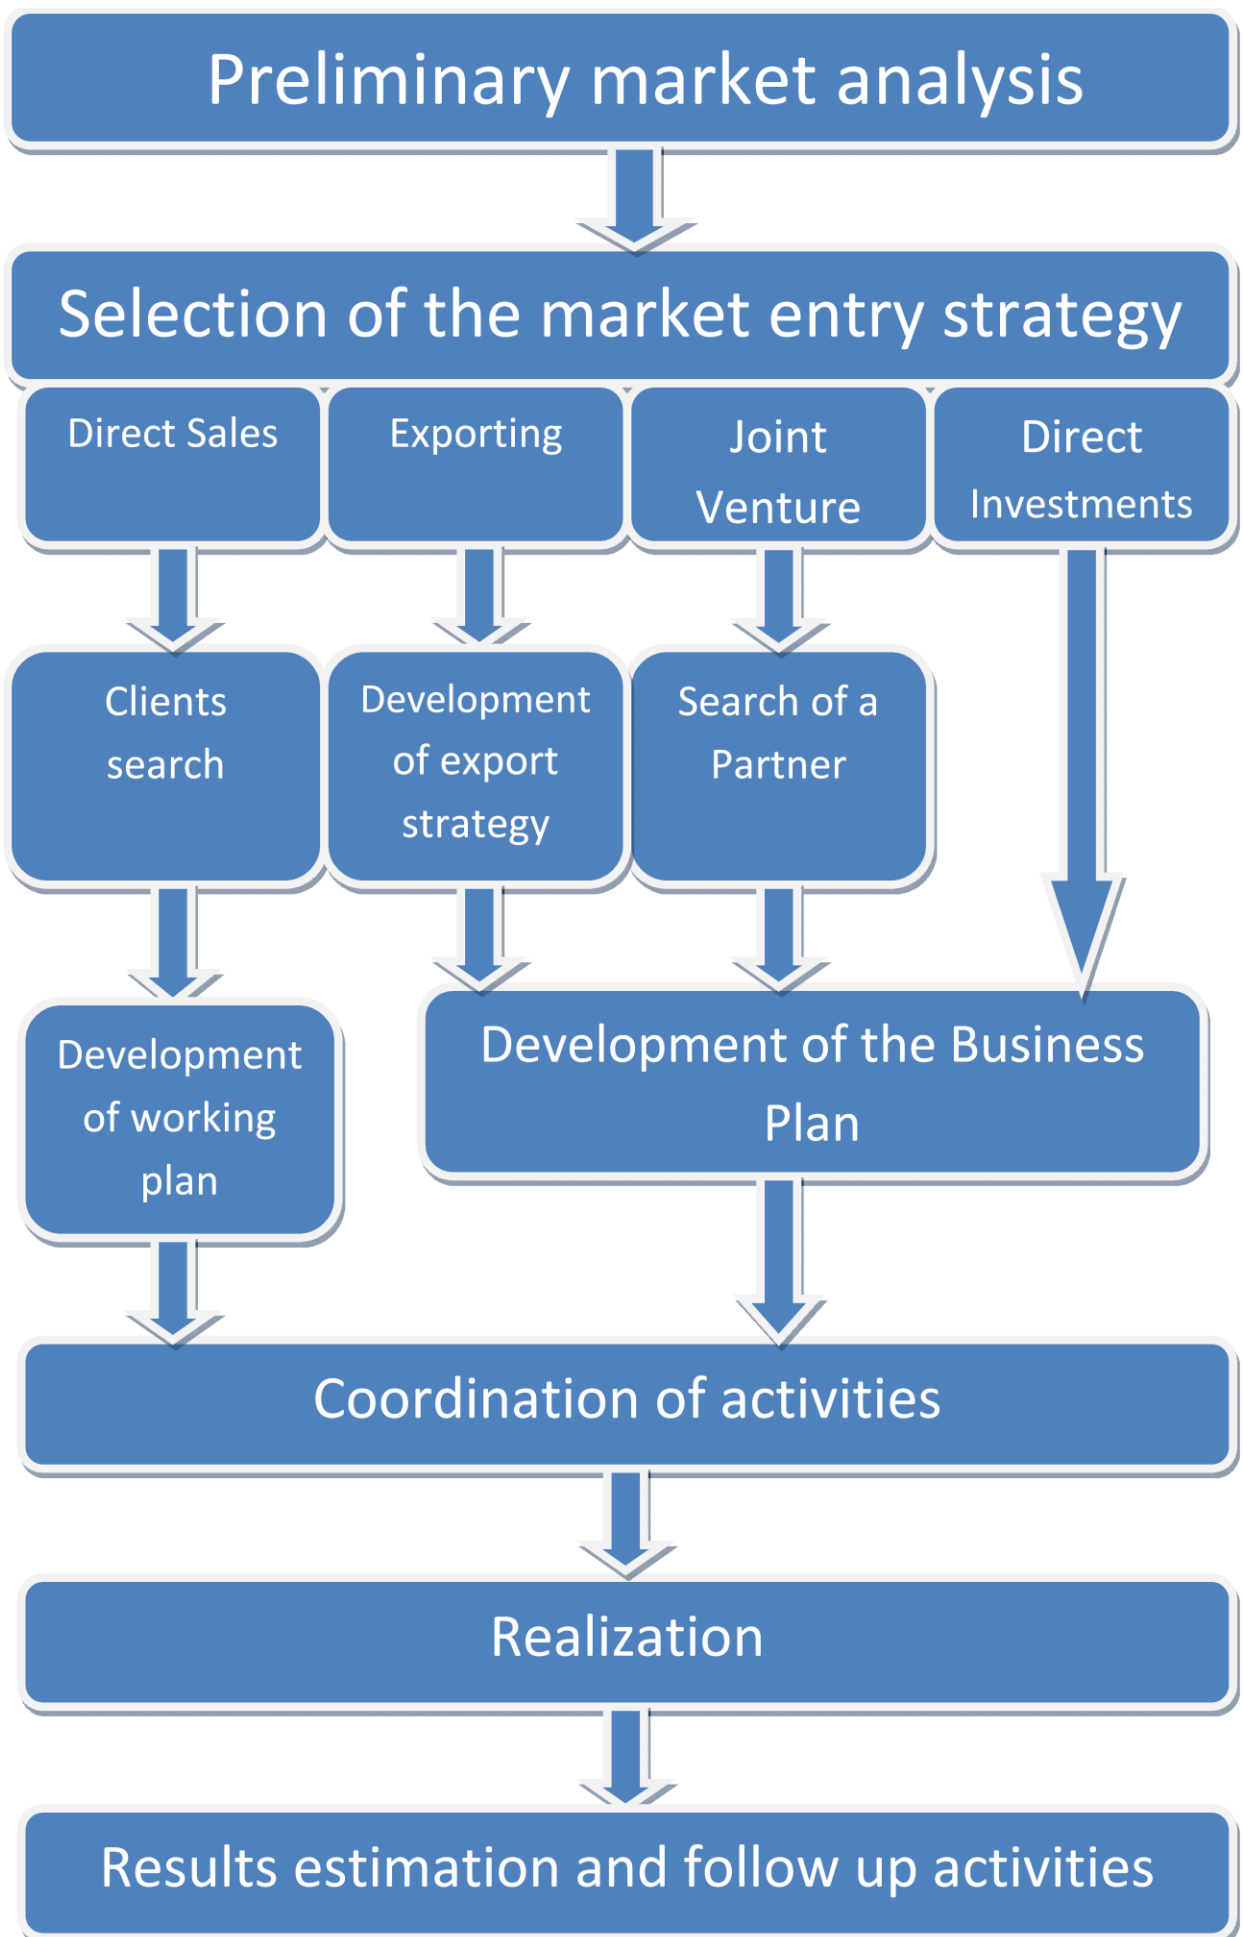 Preliminary market analysis
Selection of the market entry strategy
Direct Sales
Exporting
Joint
Venture
Direct
Investments
Clients
search
Development
of export
strategy
Search of a
Partner
Development
of working
plan
Development of the Business
Plan
Coordination of activities
Realization
Results estimation and follow up activities